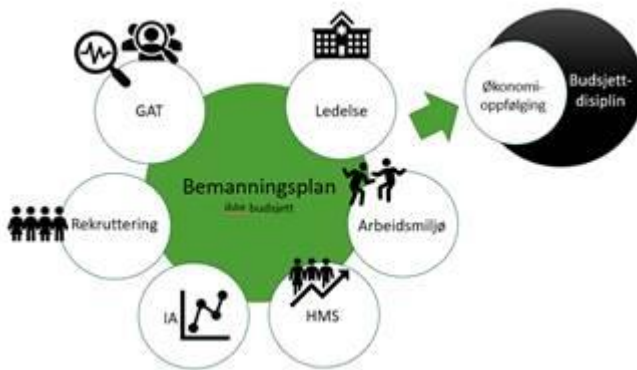 GAT
Ledelse
Økonomi-
oppfølging
Budsjett-
disiplin
Bemanningsplan
ikke budsjett
Rekruttering
Arbeidsmiljø
IA
HMS